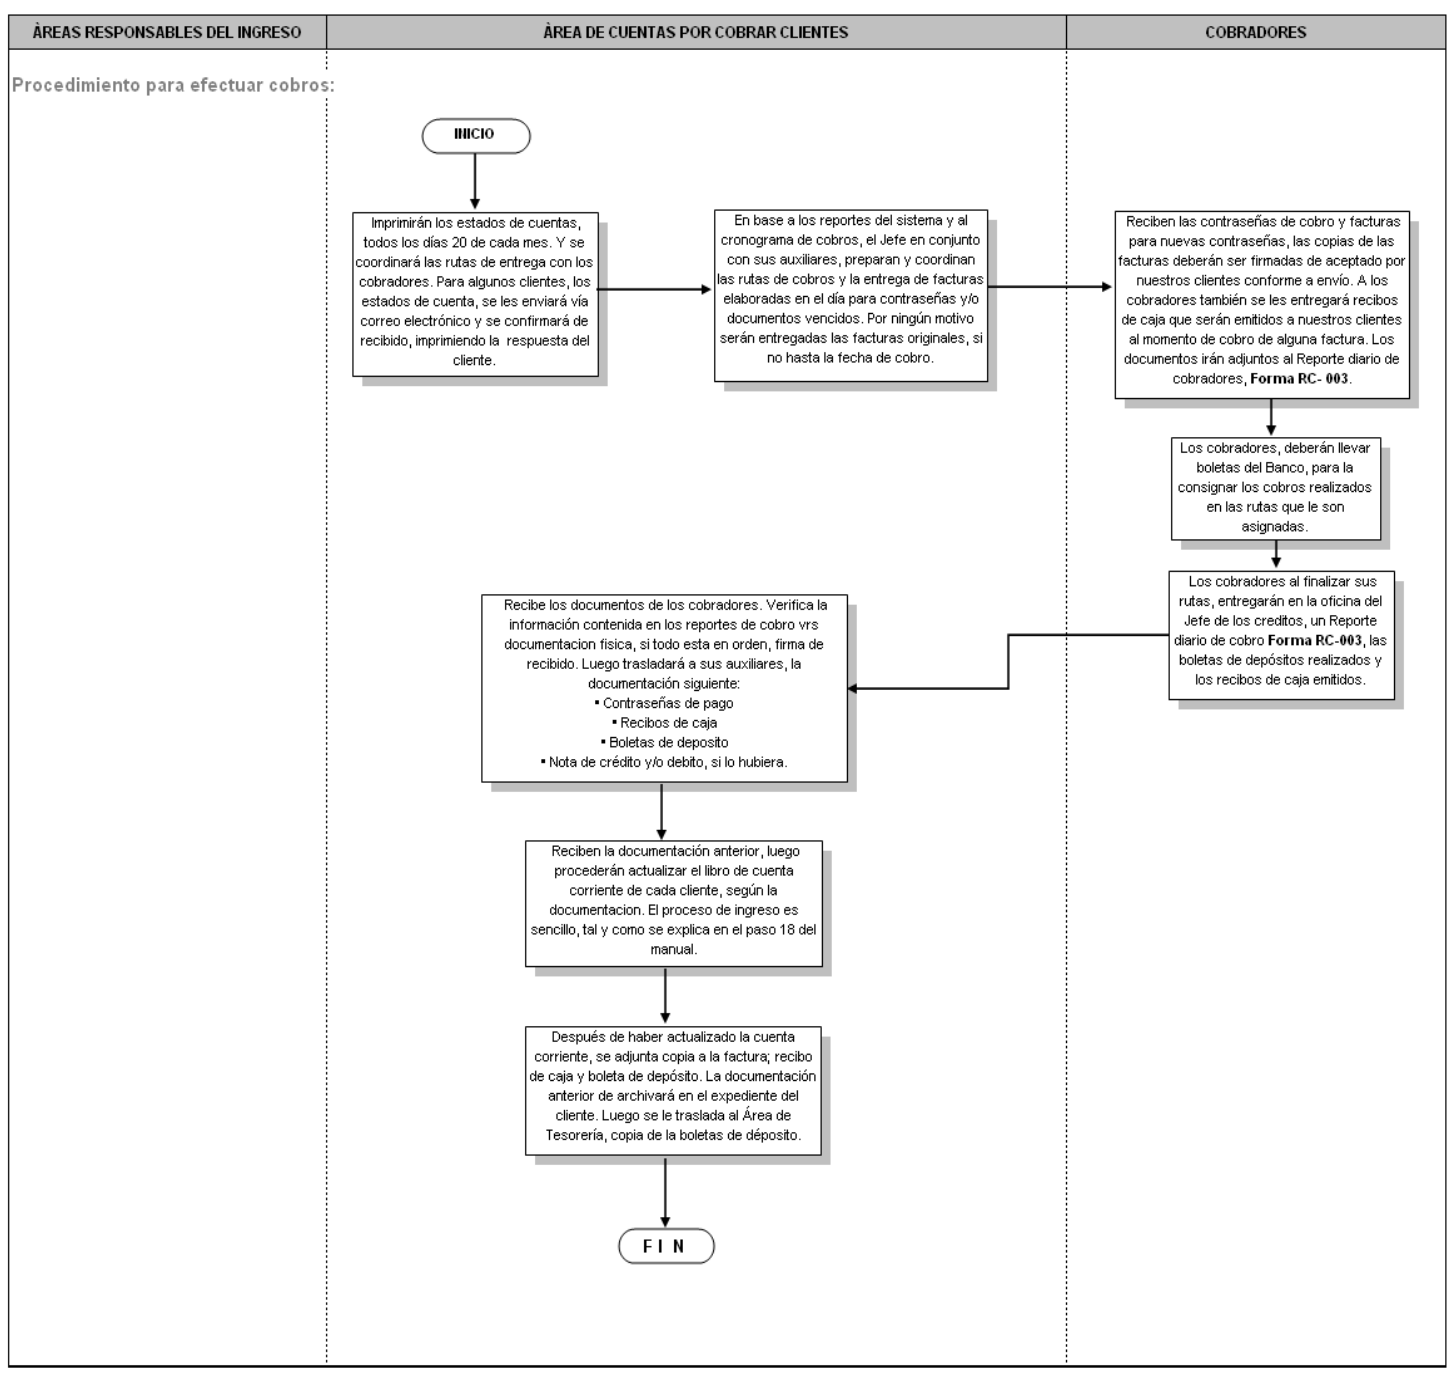 ÀREAS RESPONSABLES DEL INGRESO
ÀREA DE CUENTAS POR COBRAR CLIENTES
COBRADORES
Procedimiento para efectuar cobros:
INICIO
Imprimirán los estados de cuentas,
todos los días 20 de cada mes. Y se
coordinará las rutas de entrega con los
cobradores. Para algunos clientes, los
estados de cuenta, se les enviará vía
correo electrónico y se confirmará de
recibido, imprimiendo la respuesta del
cliente.
En base a los reportes del sistema y al
cronograma de cobros, el Jefe en conjunto
con sus auxiliares, preparan y coordinan
las rutas de cobros y la entrega de facturas
elaboradas en el día para contraseñas y/o
documentos vencidos. Por ningún motivo
serán entregadas las facturas originales, si
no hasta la fecha de cobro.
Reciben las contraseñas de cobro y facturas
para nuevas contraseñas, las copias de las
facturas deberán ser firmadas de aceptado por
nuestros clientes conforme a envío. A los
cobradores también se les entregará recibos
de caja que serán emitidos a nuestros clientes
al momento de cobro de alguna factura. Los
documentos irán adjuntos al Reporte diario de
cobradores, Forma RC- 003.
Los cobradores, deberán llevar
boletas del Banco, para la
consignar los cobros realizados
en las rutas que le son
asignadas.
Los cobradores al finalizar sus
rutas, entregarán en la oficina del
Jefe de los creditos, un Reporte
diario de cobro Forma RC-003, las
boletas de depósitos realizados y
los recibos de caja emitidos.
Recibe los documentos de los cobradores. Verifica la
información contenida en los reportes de cobro vrs
documentacion fisica, si todo esta en orden, firma de
recibido. Luego trasladará a sus auxiliares, la
documentación siguiente:
▪ Contraseñas de pago
▪ Recibos de caja
▪ Boletas de deposito
▪ Nota de crédito y/o debito, si lo hubiera.
Reciben la documentación anterior, luego
procederán actualizar el libro de cuenta
corriente de cada cliente, según la
documentacion. El proceso de ingreso es
sencillo, tal y como se explica en el paso 18 del
manual.
Después de haber actualizado la cuenta
corriente, se adjunta copia a la factura; recibo
de caja y boleta de depósito. La documentación
anterior de archivará en el expediente del
cliente. Luego se le traslada al Área de
Tesorería, copia de la boletas de déposito.
F I N